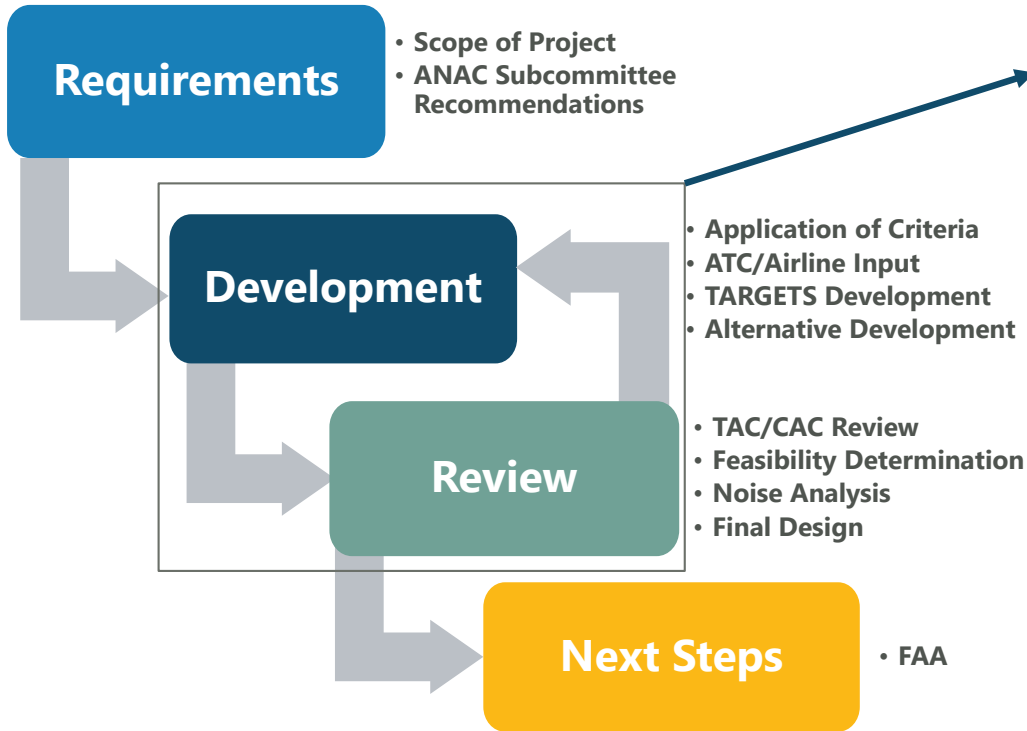 Requirements
• Scope of Project
• ANAC Subcommittee
Recommendations
Development
• Application of Criteria
• ATC/Airline Input
• TARGETS Development
• Alternative Development
Review
• TAC/CAC Review
• Feasibility Determination
• Noise Analysis
• Final Design
Next Steps
• FAA